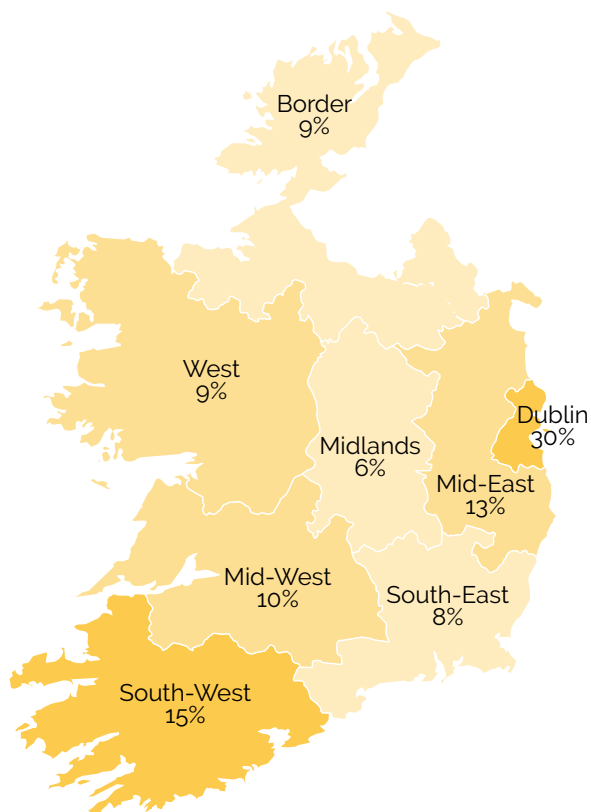 Border
9%
West
9%
Dublin
30%
Midlands
6%
Mid-East
13%
Mid-West
10%
South-East
8%
South-West
15%